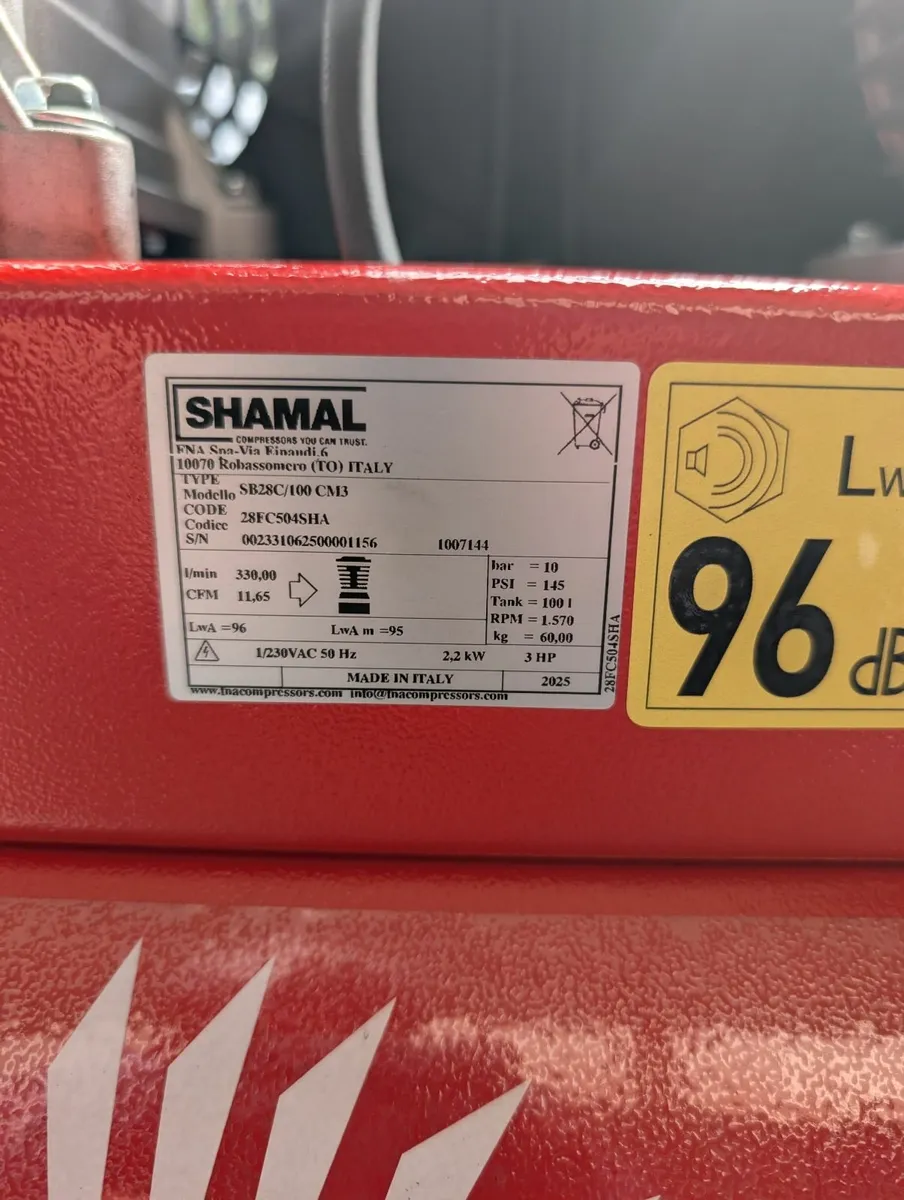 SHAMAL
COMPRESSORS YOU CAN TRUST.
FNA Spa-Via Einaudi,6
10070 Robassomero (TO) ITALY
TYPE
Modello SB28C/100 CM3
CODE
Codice 28FC504SHA
S/N 002331062500001156 1007144
l/min 330,00
CFM 11,65
bar = 10
PSI = 145
Tank = 100 l
RPM = 1.570
kg = 60,00
LwA =96 LwA m =95
1/230VAC 50 Hz 2,2 kW 3 HP
MADE IN ITALY 2025
www.fnacompressors.com info@fnacompressors.com
28FC504SHA
Lw
96 dB